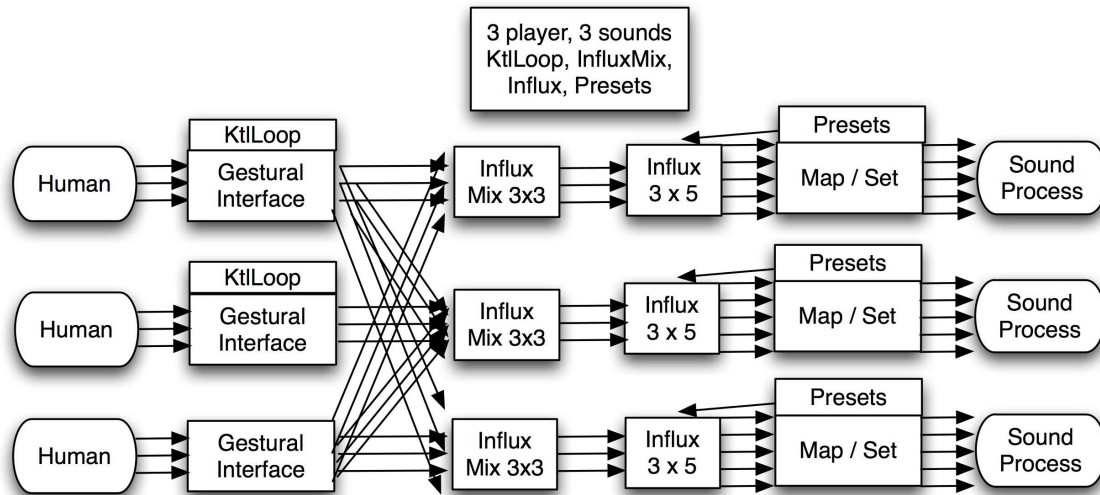 3 player, 3 sounds
KtlLoop, InfluxMix,
Influx, Presets
Human
KtlLoop
Gestural
Interface
Influx
Mix 3x3
Influx
3 x 5
Presets
Map / Set
Sound
Process
Human
KtlLoop
Gestural
Interface
Influx
Mix 3x3
Influx
3 x 5
Presets
Map / Set
Sound
Process
Human
Gestural
Interface
Influx
Mix 3x3
Influx
3 x 5
Presets
Map / Set
Sound
Process